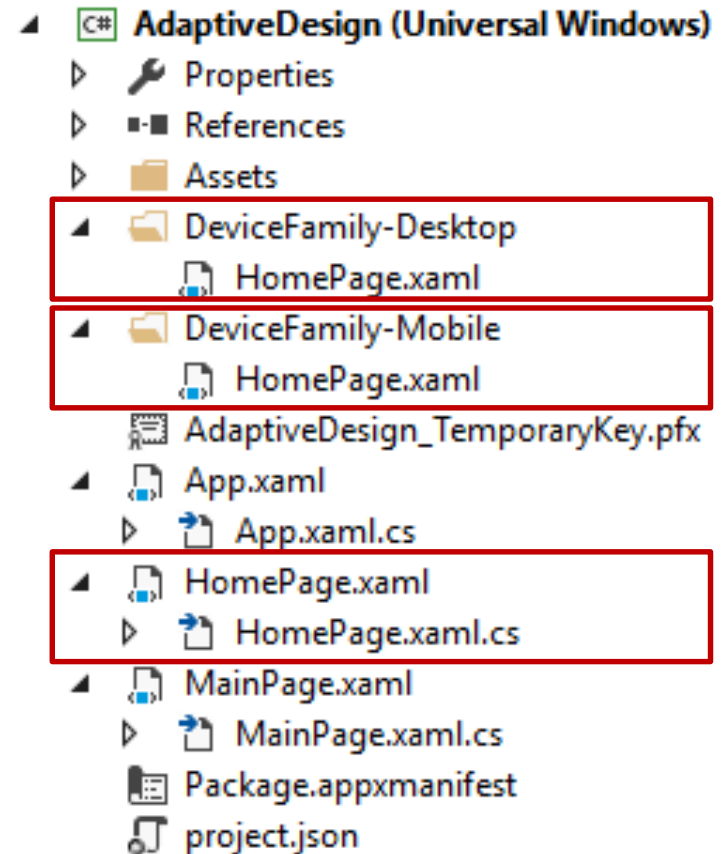 C# AdaptiveDesign (Universal Windows)
Properties
References
Assets
DeviceFamily-Desktop
HomePage.xaml
DeviceFamily-Mobile
HomePage.xaml
AdaptiveDesign_TemporaryKey.pfx
App.xaml
App.xaml.cs
HomePage.xaml
HomePage.xaml.cs
MainPage.xaml
MainPage.xaml.cs
Package.appxmanifest
project.json